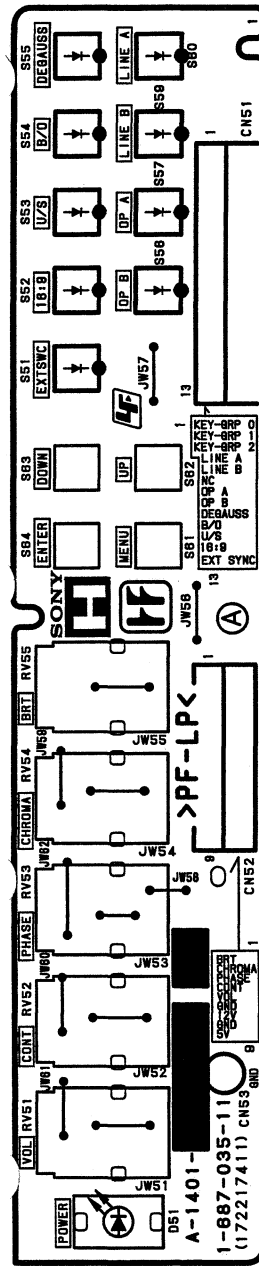 S55
DEGAUSS
S54
B/O
S53
U/S
S52
16:9
S51
EXTSWC
S63
DOWN
S64
ENTER
LINE A
S60
LINE B
S59
OP A
S57
OP B
S58
JW57
UP
S62
MENU
S61
1
1
CN51
13
1
KEY-GRP 0
KEY-GRP 1
KEY-GRP 2
LINE A
LINE B
NC
OP A
OP B
DEGAUSS
B/O
U/S
16:9
EXT SYNC
13
SONY
JW56
A
RV55
BRT
JW59
JW55
RV54
CHROMA
JW62
JW54
RV53
PHASE
JW60
JW53
JW58
RV52
CONT
JW61
JW52
RV51
VOL
JW51
>PF-LP<
1
9
CN52
1
BRT
CHROMA
PHASE
CONT
VOL
GND
12V
GND
5V
9
POWER
D51
A-1401-
1-687-035-11
(172217411)
CN53
GND